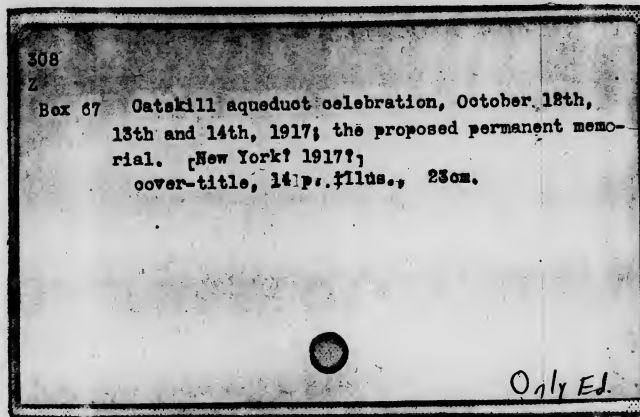 308
Z
Box 67 Catskill aqueduct celebration, October 12th,
13th and 14th, 1917; the proposed permanent memo-
rial. [New York? 1917?]
cover-title, 14 p. illus., 23cm.
Only Ed.